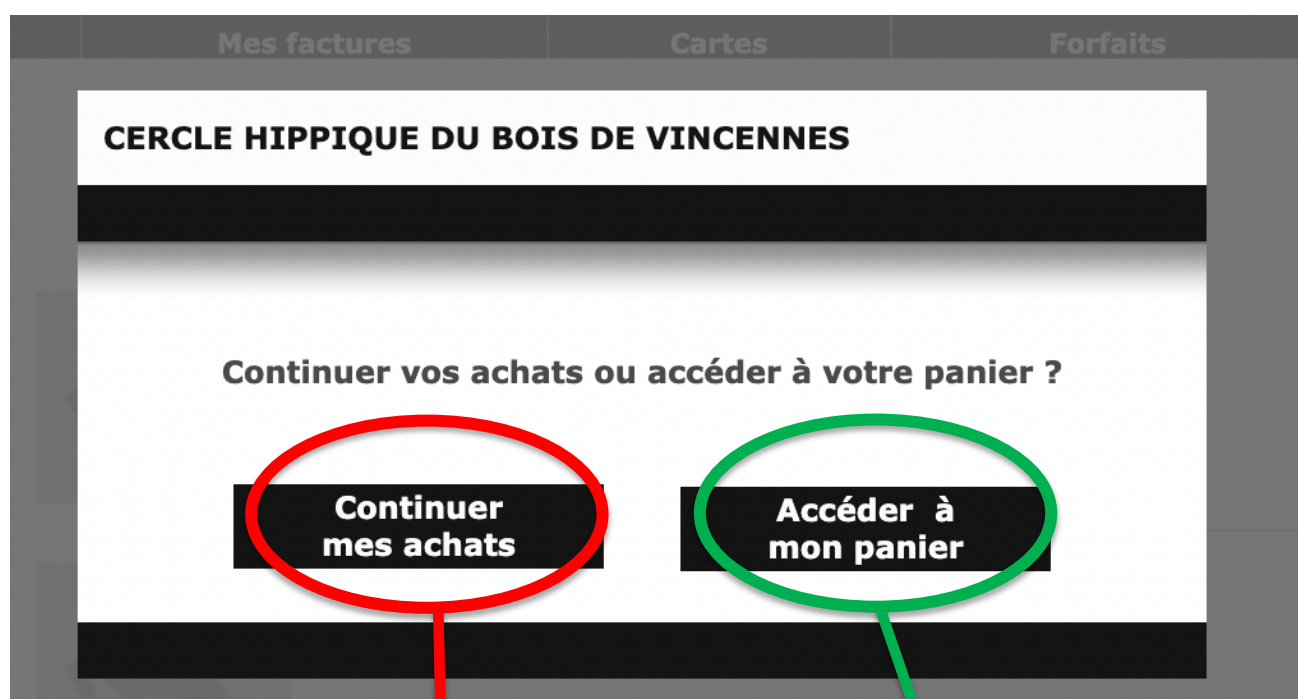 Mes factures Cartes Forfaits
CERCLE HIPPIQUE DU BOIS DE VINCENNES
Continuer vos achats ou accéder à votre panier ?
Continuer
mes achats
Accéder à
mon panier